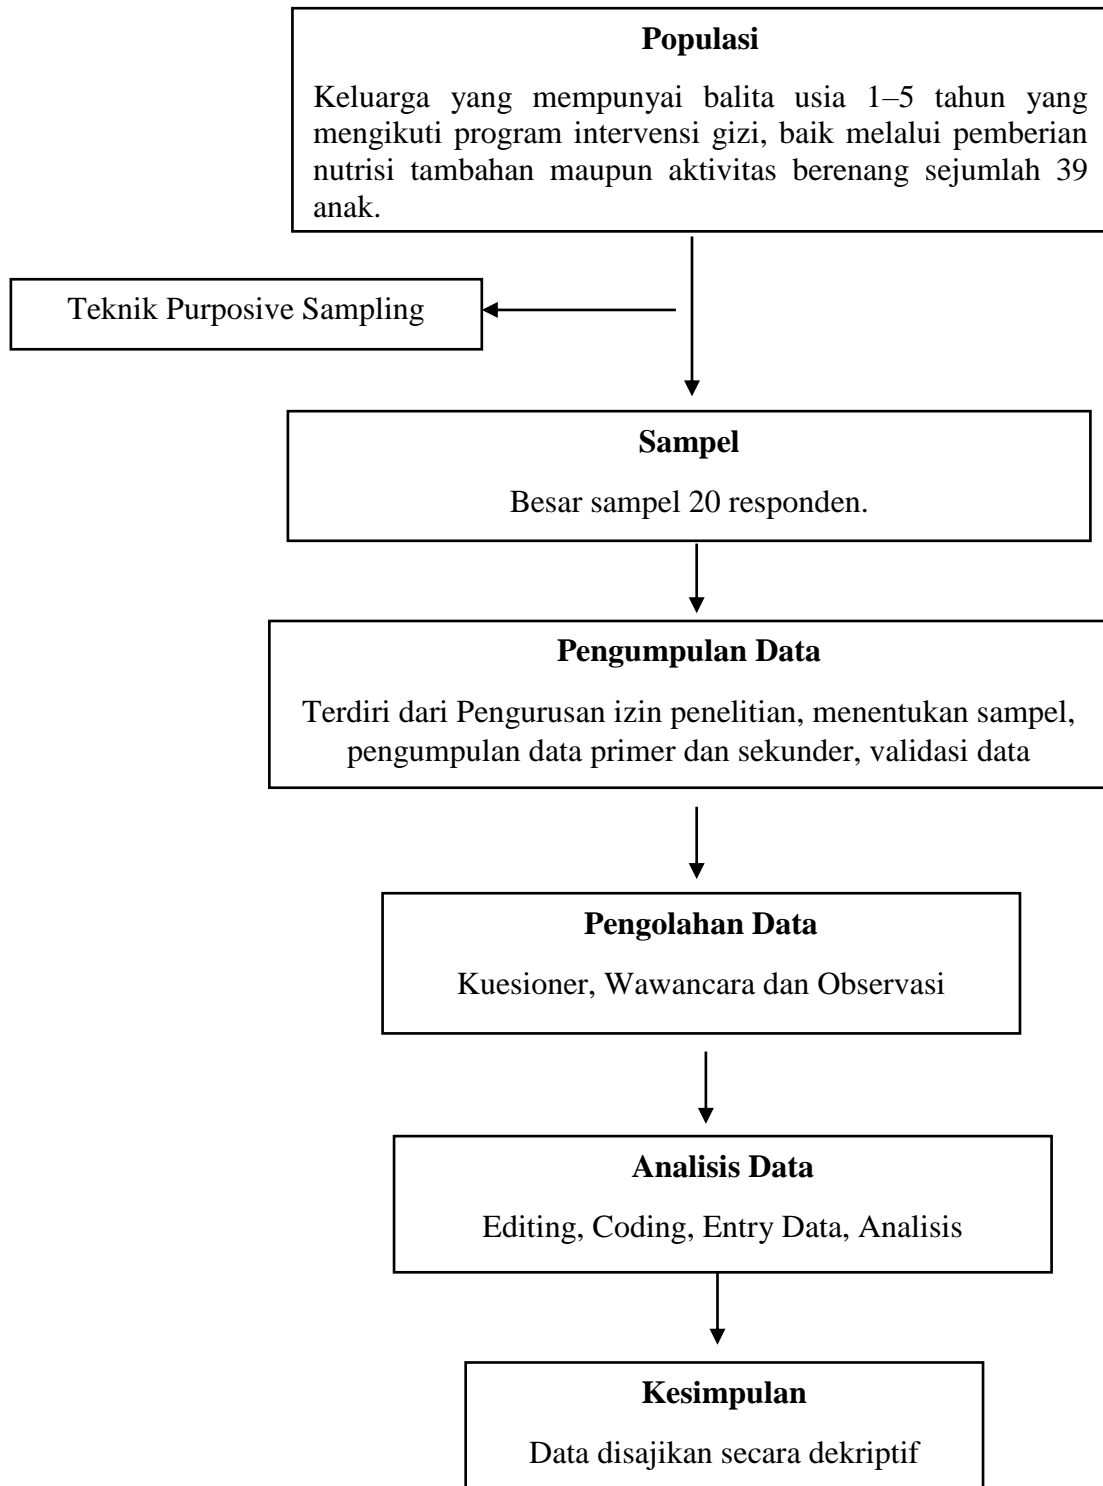 Populasi
Keluarga yang mempunyai balita usia 1–5 tahun yang
mengikuti program intervensi gizi, baik melalui pemberian
nutrisi tambahan maupun aktivitas berenang sejumlah 39
anak.
Teknik Purposive Sampling
Sampel
Besar sampel 20 responden.
Pengumpulan Data
Terdiri dari Pengurusan izin penelitian, menentukan sampel,
pengumpulan data primer dan sekunder, validasi data
Pengolahan Data
Kuesioner, Wawancara dan Observasi
Analisis Data
Editing, Coding, Entry Data, Analisis
Kesimpulan
Data disajikan secara dekriptif